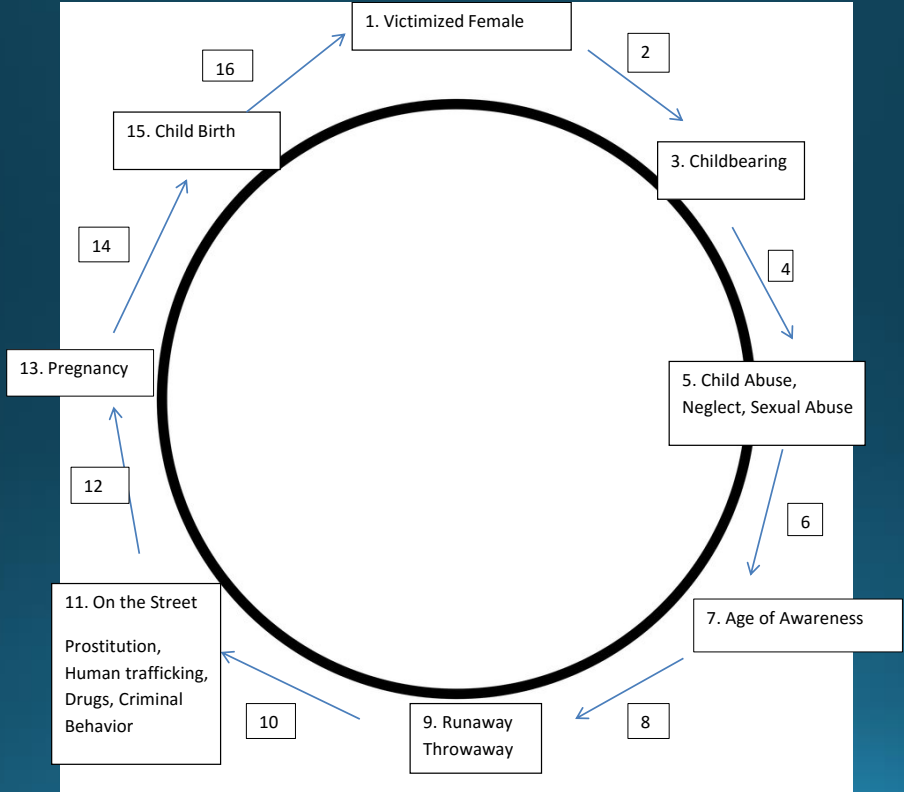 1. Victimized Female
2
3. Childbearing
4
5. Child Abuse,
Neglect, Sexual Abuse
6
7. Age of Awareness
8
9. Runaway
Throwaway
10
11. On the Street
Prostitution,
Human trafficking,
Drugs, Criminal
Behavior
12
13. Pregnancy
14
15. Child Birth
16